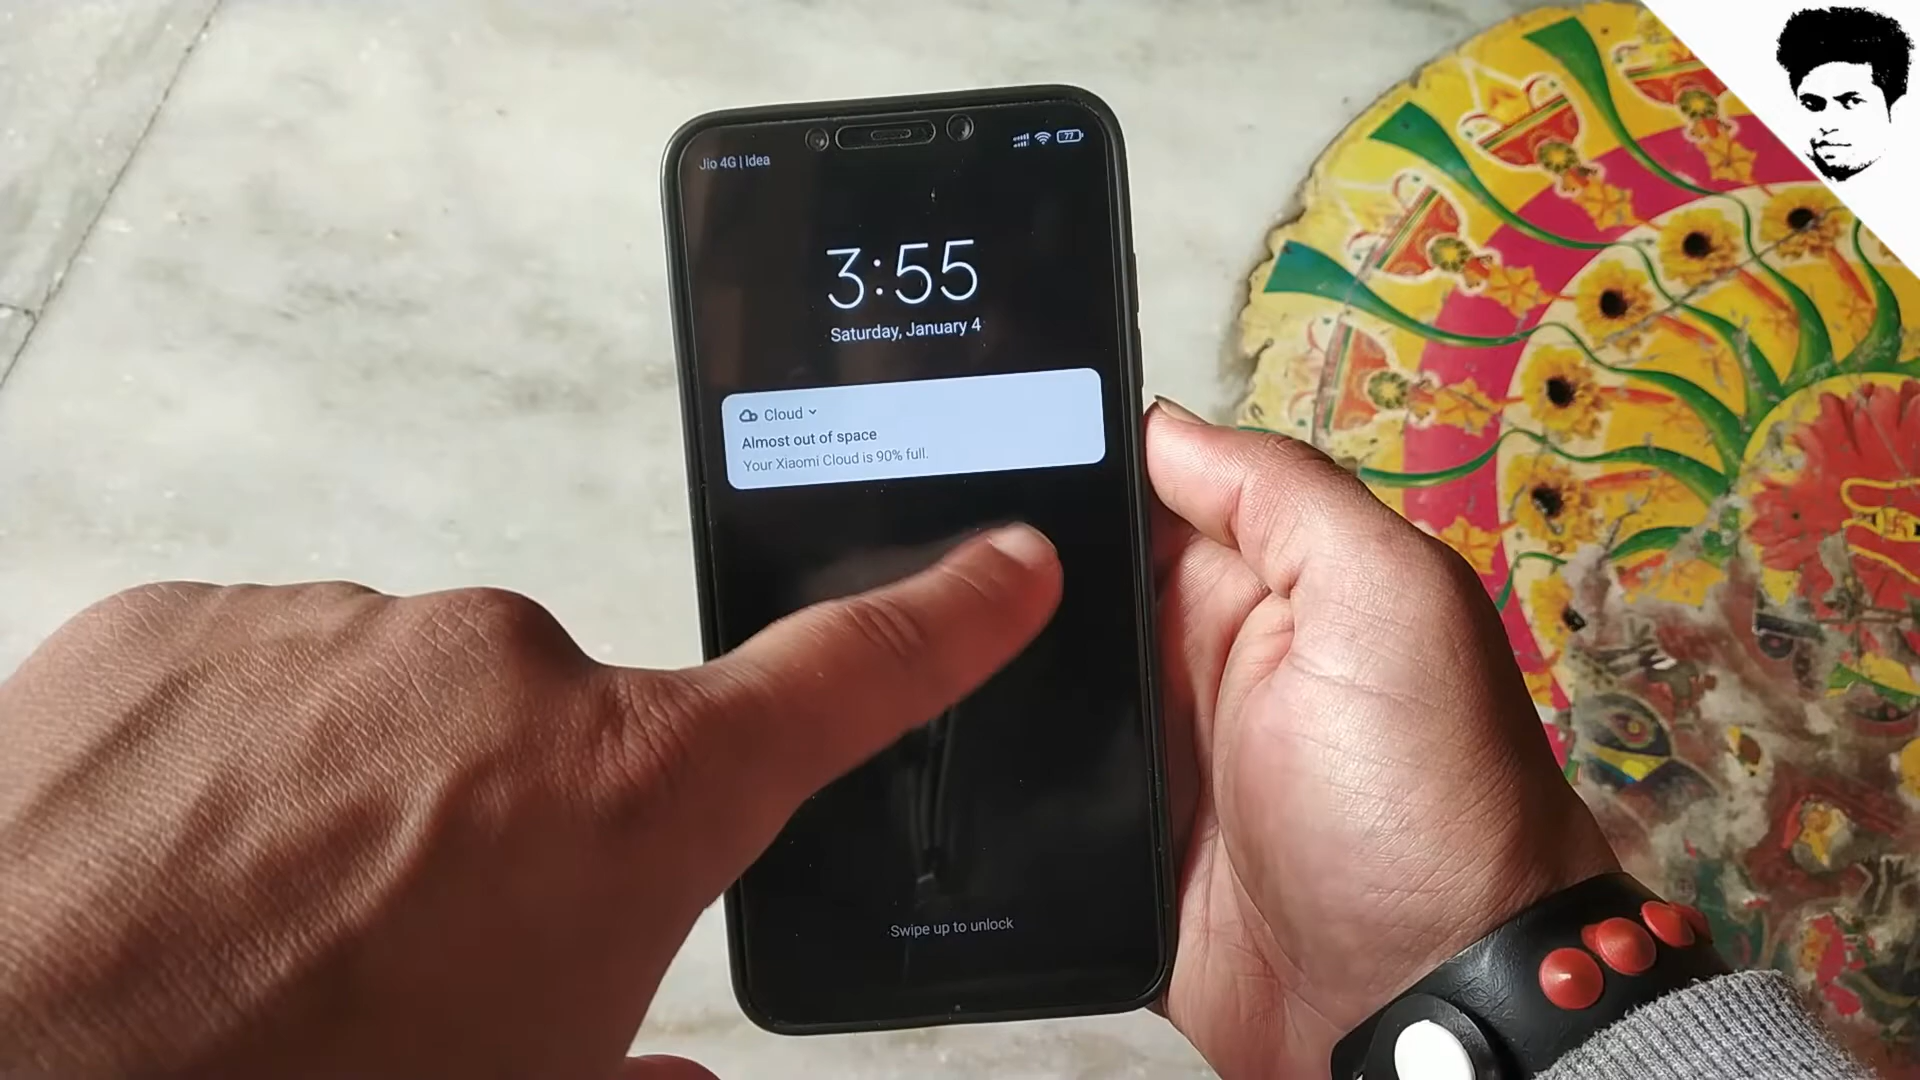 Jio 4G | Idea
77
3:55
Saturday, January 4
Cloud
Almost out of space
Your Xiaomi Cloud is 90% full.
Swipe up to unlock